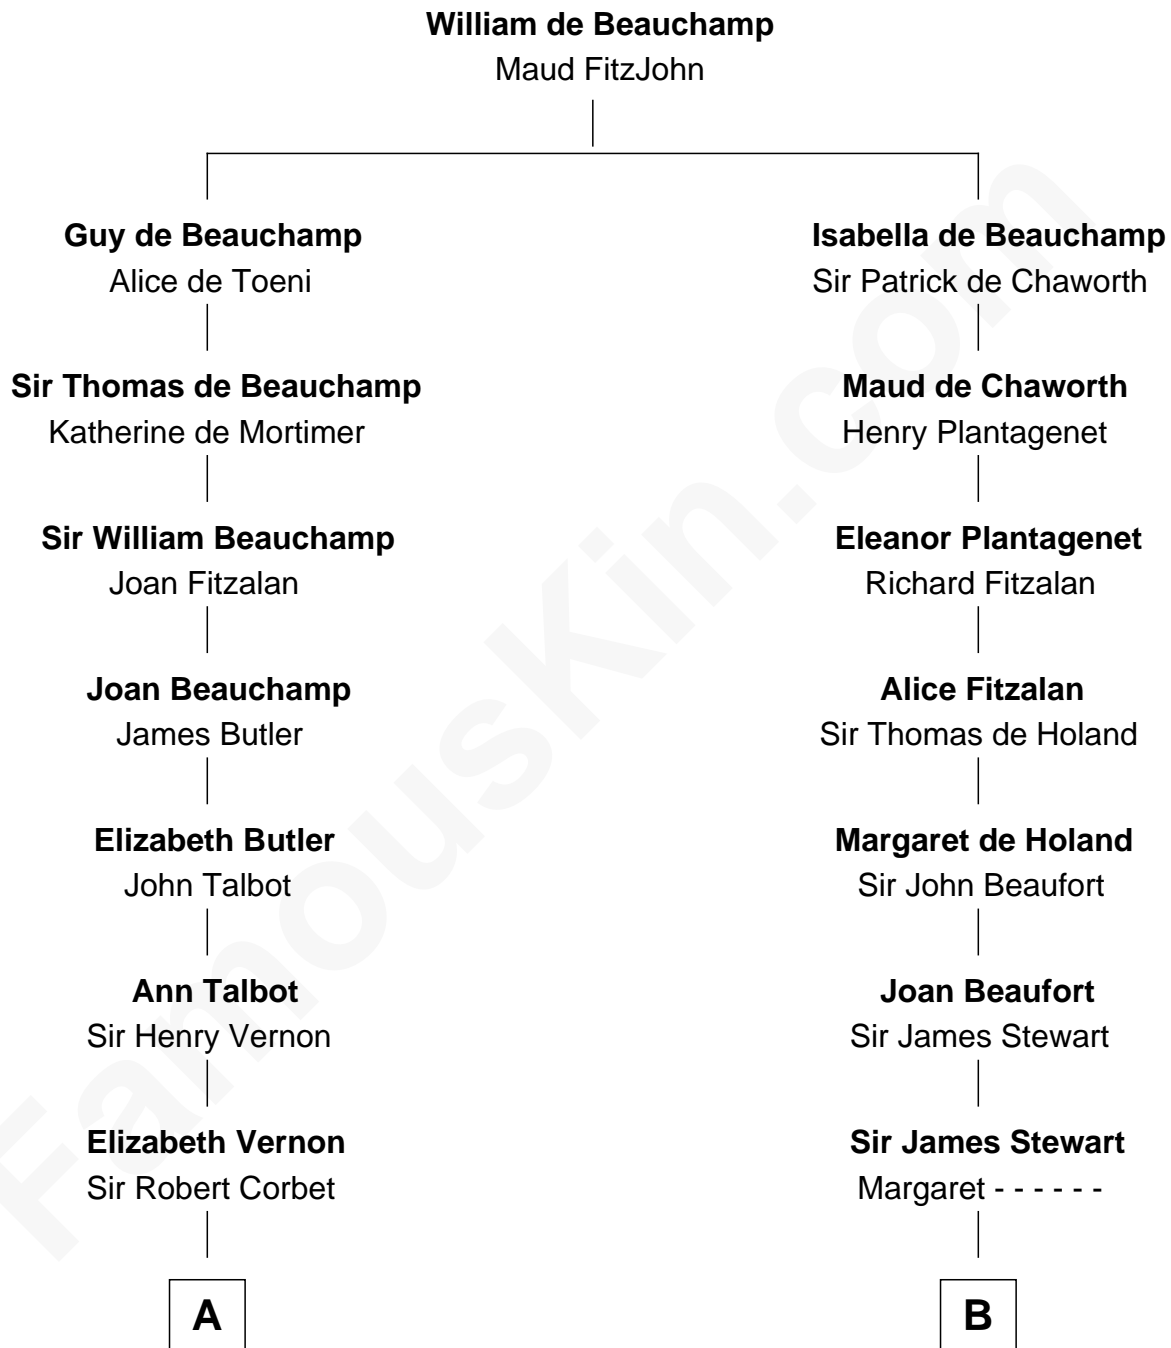 William de Beauchamp
Maud FitzJohn
Guy de Beauchamp
Alice de Toeni
Isabella de Beauchamp
Sir Patrick de Chaworth
Sir Thomas de Beauchamp
Katherine de Mortimer
Maud de Chaworth
Henry Plantagenet
Sir William Beauchamp
Joan Fitzalan
Eleanor Plantagenet
Richard Fitzalan
Joan Beauchamp
James Butler
Alice Fitzalan
Sir Thomas de Holand
Elizabeth Butler
John Talbot
Margaret de Holand
Sir John Beaufort
Ann Talbot
Sir Henry Vernon
Joan Beaufort
Sir James Stewart
Elizabeth Vernon
Sir Robert Corbet
Sir James Stewart
Margaret - - - - - -
A
B
FamousKin.com